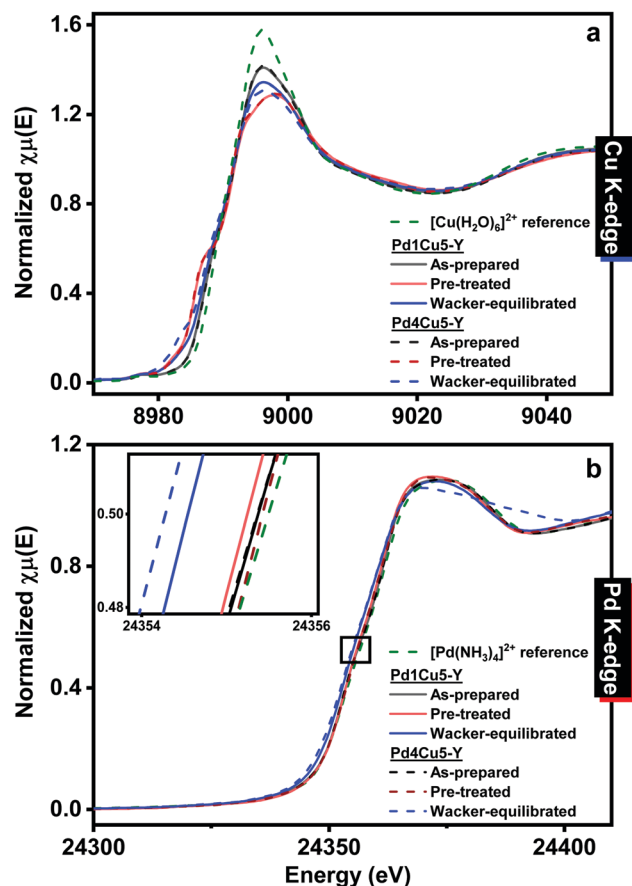 a
1.6
1.2
0.8
0.4
0.0
Normalized χμ(E)
[Cu(H2O)6]2+ reference
Pd1Cu5-Y
As-prepared
Pre-treated
Wacker-equilibrated
Pd4Cu5-Y
As-prepared
Pre-treated
Wacker-equilibrated
Cu K-edge
8980 9000 9020 9040
b
1.2
0.8
0.4
0.0
Normalized χμ(E)
0.50
0.48
24354 24356
[Pd(NH3)4]2+ reference
Pd1Cu5-Y
As-prepared
Pre-treated
Wacker-equilibrated
Pd4Cu5-Y
As-prepared
Pre-treated
Wacker-equilibrated
Pd K-edge
24300 24350 24400
Energy (eV)